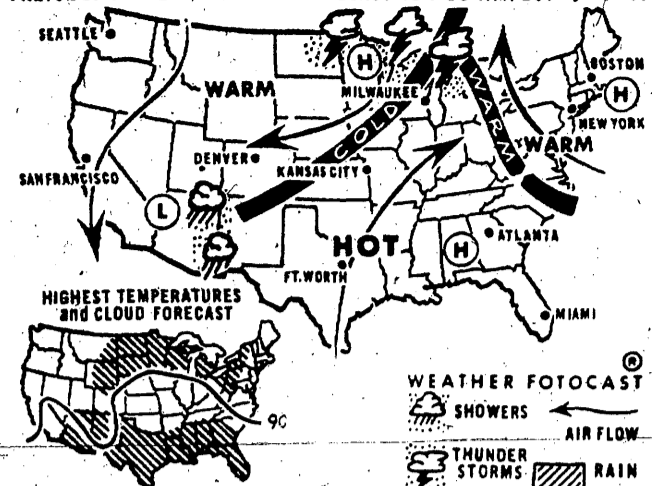 SEATTLE
WARM
H
MILWAUKEE
COLD
WARM
BOSTON
H
NEW YORK
WARM
DENVER
KANSAS CITY
SAN FRANCISCO
L
HOT
H
ATLANTA
FT. WORTH
MIAMI
HIGHEST TEMPERATURES
and CLOUD FORECAST
90
WEATHER FOTOCAST ®
SHOWERS
AIR FLOW
THUNDER
STORMS
RAIN